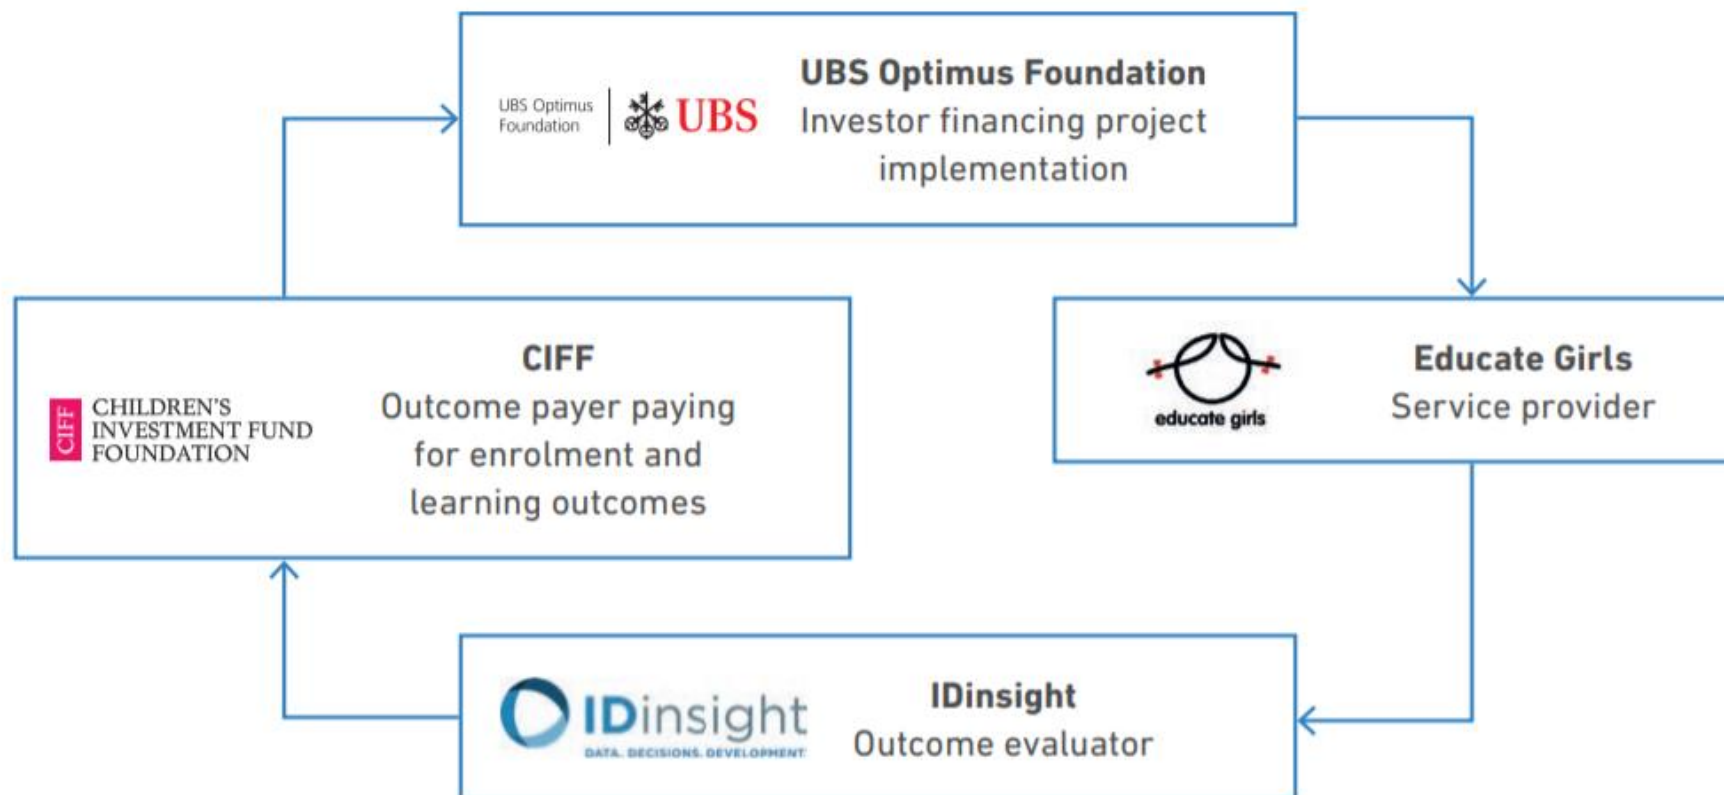 UBS Optimus
Foundation
UBS
UBS Optimus Foundation
Investor financing project
implementation
CIFF
CHILDREN'S
INVESTMENT FUND
FOUNDATION
CIFF
Outcome payer paying
for enrolment and
learning outcomes
educate girls
Educate Girls
Service provider
IDinsight
DATA. DECISIONS. DEVELOPMENT.
IDinsight
Outcome evaluator